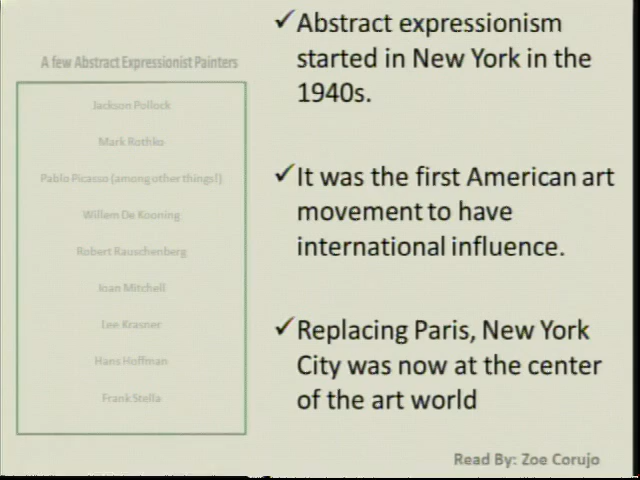 A few Abstract Expressionist Painters
Jackson Pollock
Mark Rothko
Pablo Picasso (among other things!)
Willem De Kooning
Robert Rauschenberg
Joan Mitchell
Lee Krasner
Hans Hoffman
Frank Stella
✓Abstract expressionism
started in New York in the
1940s.
✓It was the first American art
movement to have
international influence.
✓Replacing Paris, New York
City was now at the center
of the art world
Read By: Zoe Corujo